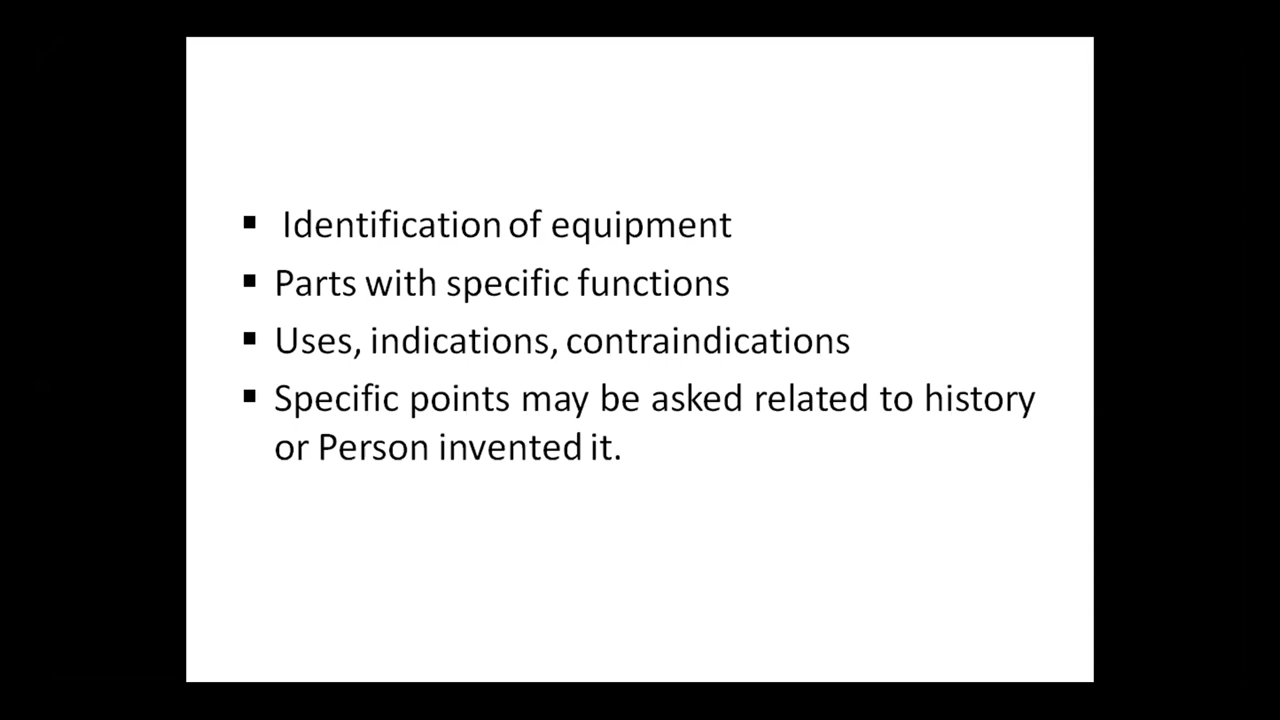 ▪ Identification of equipment
▪ Parts with specific functions
▪ Uses, indications, contraindications
▪ Specific points may be asked related to history
or Person invented it.